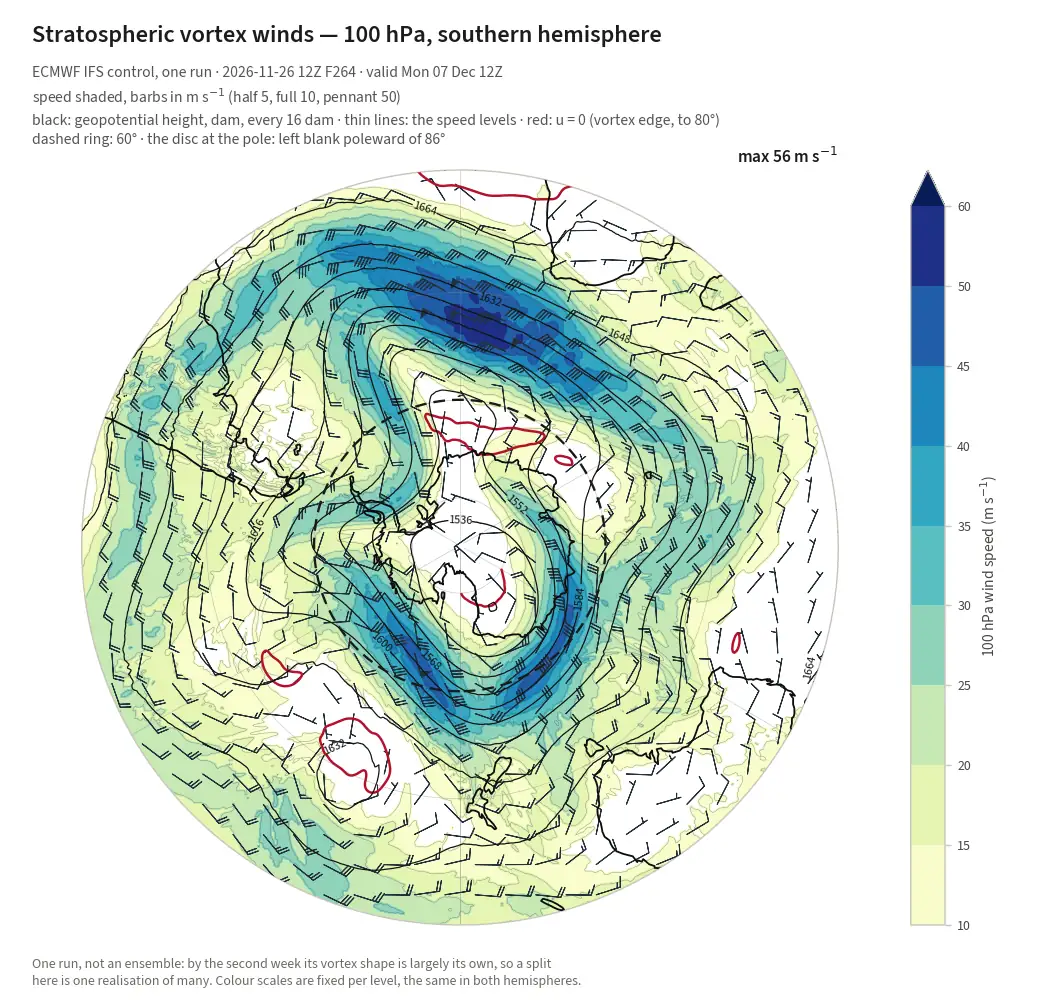 Stratospheric vortex winds — 100 hPa, southern hemisphere
ECMWF IFS control, one run · 2026-11-26 12Z F264 · valid Mon 07 Dec 12Z
speed shaded, barbs in m s⁻¹ (half 5, full 10, pennant 50)
black: geopotential height, dam, every 16 dam · thin lines: the speed levels · red: u = 0 (vortex edge, to 80°)
dashed ring: 60° · the disc at the pole: left blank poleward of 86°
max 56 m s⁻¹
1664
1632
1648
1552
1536
1616
1584
1600
1568
1664
1632
60
50
45
40
35
30
25
20
15
10
100 hPa wind speed (m s⁻¹)
One run, not an ensemble: by the second week its vortex shape is largely its own, so a split
here is one realisation of many. Colour scales are fixed per level, the same in both hemispheres.